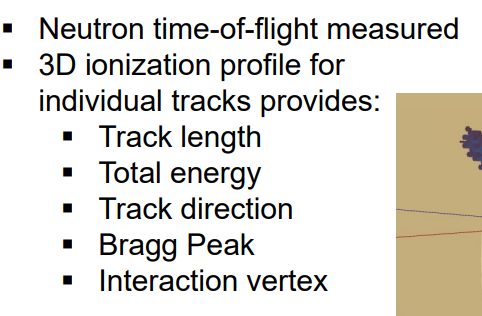 ▪ Neutron time-of-flight measured
▪ 3D ionization profile for
individual tracks provides:
▪ Track length
▪ Total energy
▪ Track direction
▪ Bragg Peak
▪ Interaction vertex